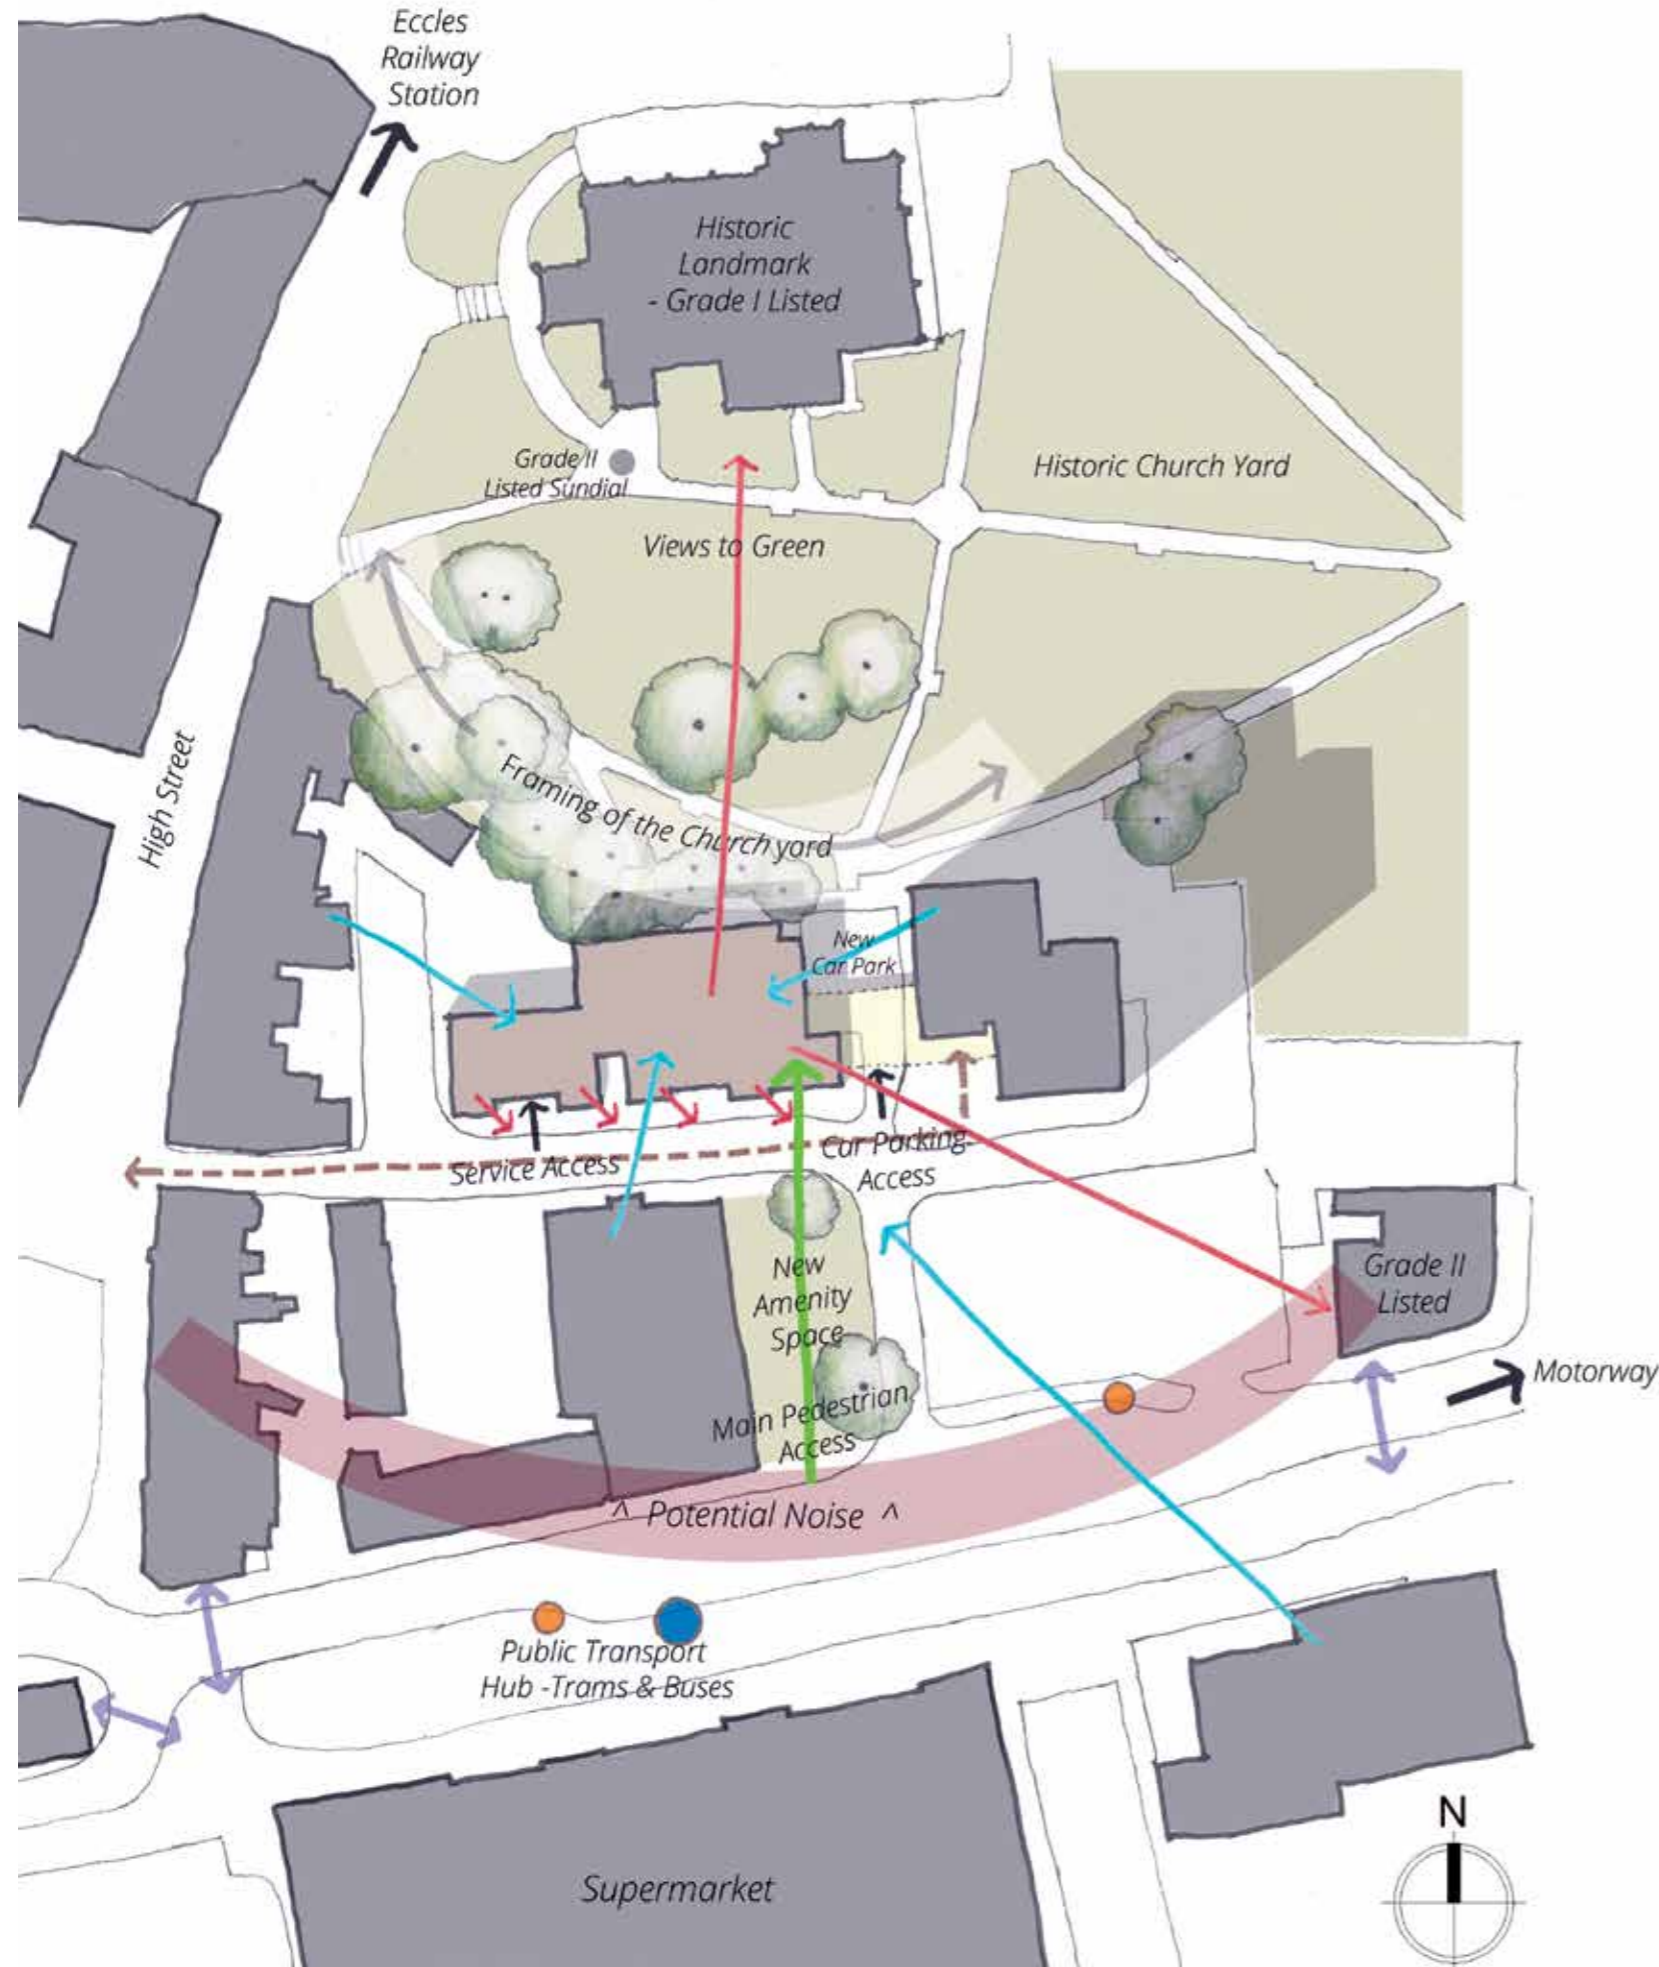 Eccles
Railway
Station
Historic
Landmark
- Grade I Listed
Grade II
Listed Sundial
Historic Church Yard
Views to Green
High Street
Framing of the Churchyard
New
Car Park
Service Access
Car Parking
Access
New
Amenity
Space
Grade II
Listed
Motorway
Main Pedestrian
Access
^ Potential Noise ^
Public Transport
Hub -Trams & Buses
N
Supermarket